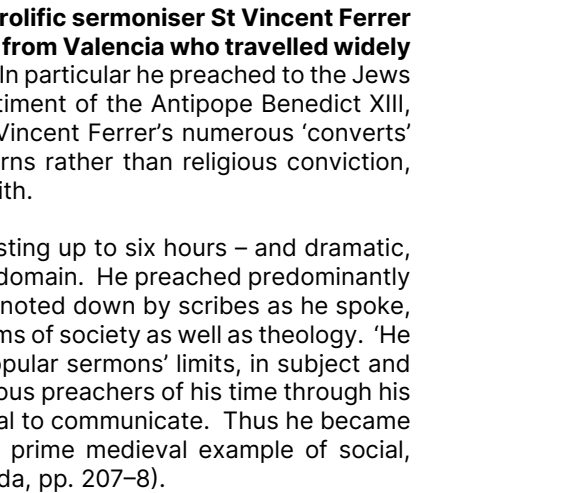 rolific sermoniser St Vincent Ferrer
from Valencia who travelled widely
In particular he preached to the Jews
timent of the Antipope Benedict XIII,
Vincent Ferrer’s numerous ‘converts’
rns rather than religious conviction,
ith.
sting up to six hours – and dramatic,
domain. He preached predominantly
noted down by scribes as he spoke,
ms of society as well as theology. ‘He
opular sermons’ limits, in subject and
ous preachers of his time through his
al to communicate. Thus he became
prime medieval example of social,
da, pp. 207–8).